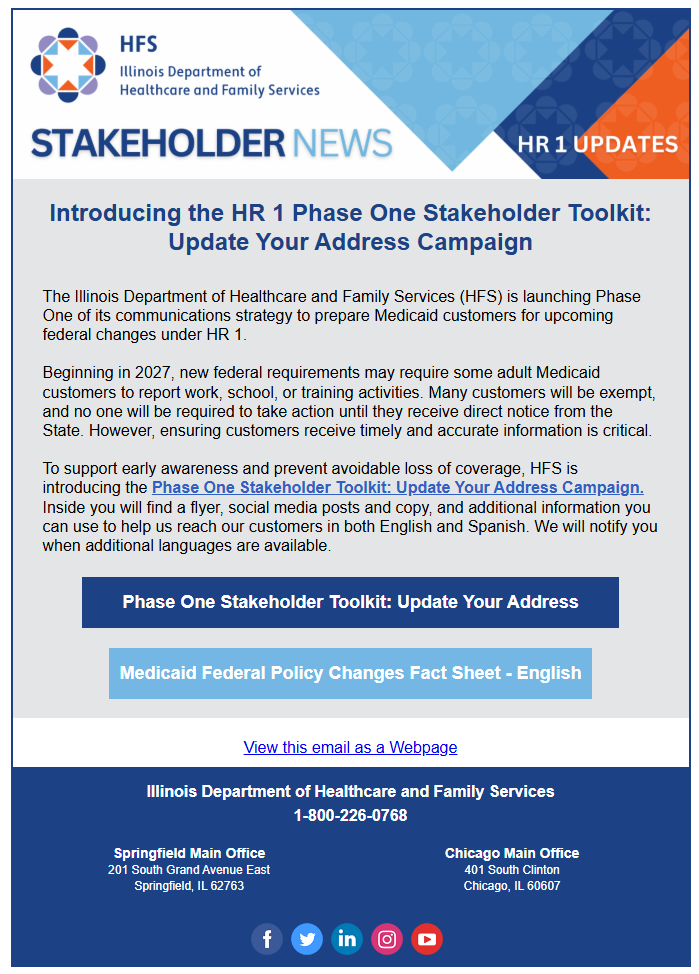 HFS
Illinois Department of
Healthcare and Family Services
STAKEHOLDER NEWS
HR 1 UPDATES
Introducing the HR 1 Phase One Stakeholder Toolkit:
Update Your Address Campaign
The Illinois Department of Healthcare and Family Services (HFS) is launching Phase
One of its communications strategy to prepare Medicaid customers for upcoming
federal changes under HR 1.
Beginning in 2027, new federal requirements may require some adult Medicaid
customers to report work, school, or training activities. Many customers will be exempt,
and no one will be required to take action until they receive direct notice from the
State. However, ensuring customers receive timely and accurate information is critical.
To support early awareness and prevent avoidable loss of coverage, HFS is
introducing the Phase One Stakeholder Toolkit: Update Your Address Campaign.
Inside you will find a flyer, social media posts and copy, and additional information you
can use to help us reach our customers in both English and Spanish. We will notify you
when additional languages are available.
Phase One Stakeholder Toolkit: Update Your Address
Medicaid Federal Policy Changes Fact Sheet - English
View this email as a Webpage
Illinois Department of Healthcare and Family Services
1-800-226-0768
Springfield Main Office
201 South Grand Avenue East
Springfield, IL 62763
Chicago Main Office
401 South Clinton
Chicago, IL 60607